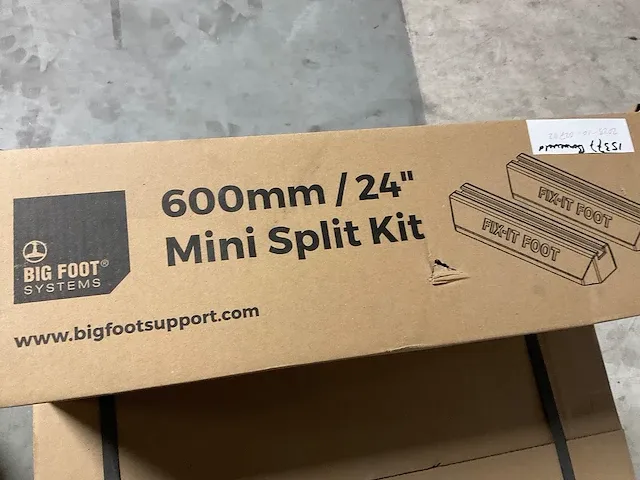 600mm / 24"
Mini Split Kit
BIG FOOT®
SYSTEMS
www.bigfootsupport.com
FIX-IT FOOT
FIX-IT FOOT